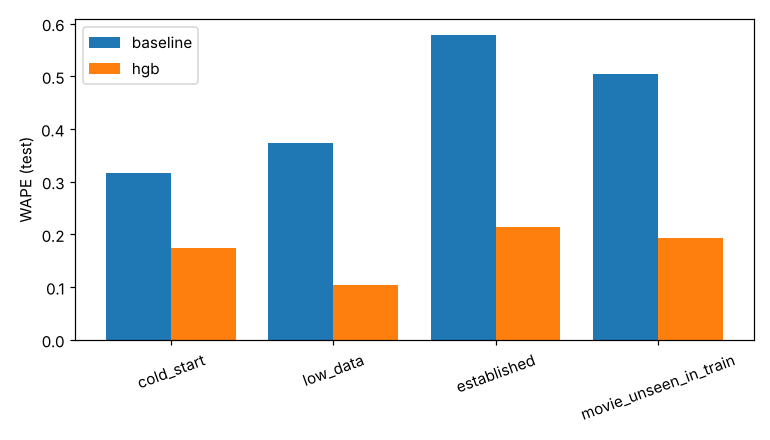 0.6
0.5
0.4
0.3
0.2
0.1
0.0
WAPE (test)
baseline
hgb
cold_start
low_data
established
movie_unseen_in_train